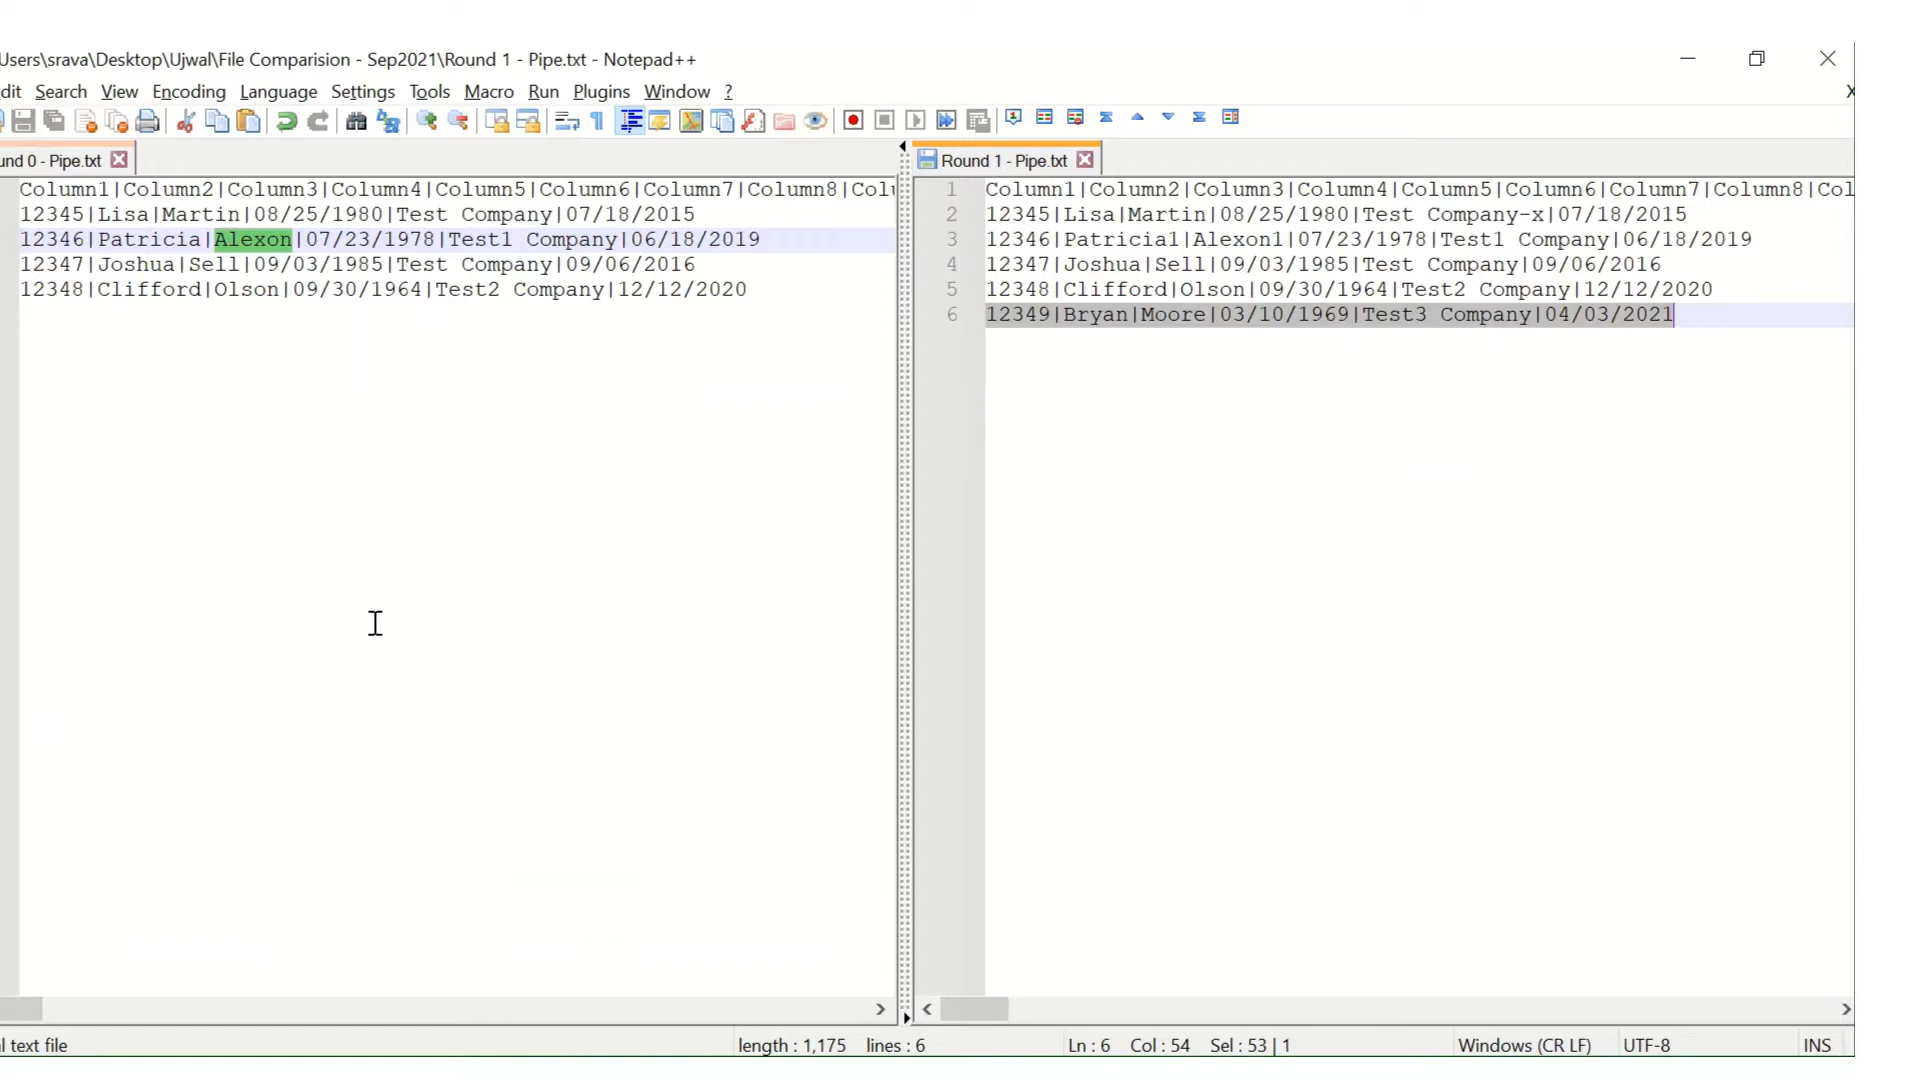 Users\srava\Desktop\Ujwal\File Comparision - Sep2021\Round 1 - Pipe.txt - Notepad++
dit Search View Encoding Language Settings Tools Macro Run Plugins Window ? X
und 0 - Pipe.txt
Column1|Column2|Column3|Column4|Column5|Column6|Column7|Column8|Colu
12345|Lisa|Martin|08/25/1980|Test Company|07/18/2015
12346|Patricia|Alexon|07/23/1978|Test1 Company|06/18/2019
12347|Joshua|Sell|09/03/1985|Test Company|09/06/2016
12348|Clifford|Olson|09/30/1964|Test2 Company|12/12/2020
Round 1 - Pipe.txt
1 Column1|Column2|Column3|Column4|Column5|Column6|Column7|Column8|Col
2 12345|Lisa|Martin|08/25/1980|Test Company-x|07/18/2015
3 12346|Patricia1|Alexon1|07/23/1978|Test1 Company|06/18/2019
4 12347|Joshua|Sell|09/03/1985|Test Company|09/06/2016
5 12348|Clifford|Olson|09/30/1964|Test2 Company|12/12/2020
6 12349|Bryan|Moore|03/10/1969|Test3 Company|04/03/2021
l text file length : 1,175 lines : 6 Ln : 6 Col : 54 Sel : 53 | 1 Windows (CR LF) UTF-8 INS